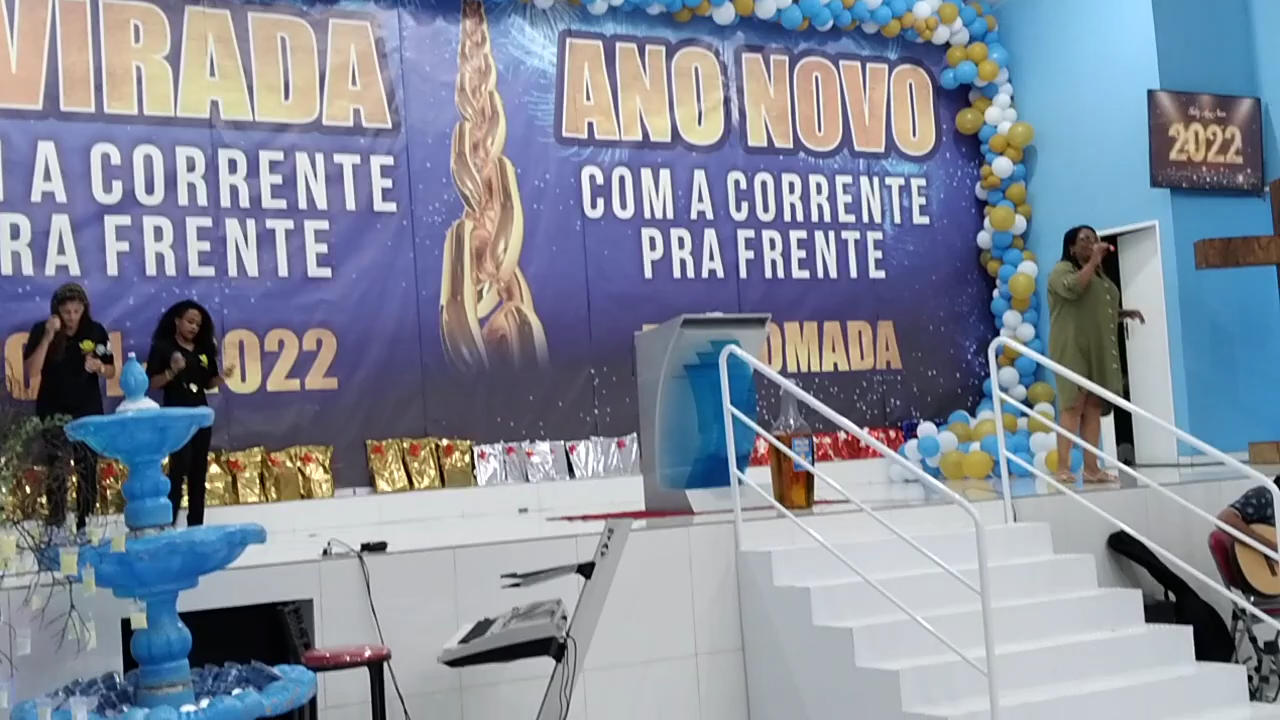 VIRADA
A CORRENTE
RA FRENTE
2022
ANO NOVO
COM A CORRENTE
PRA FRENTE
OMADA
2022